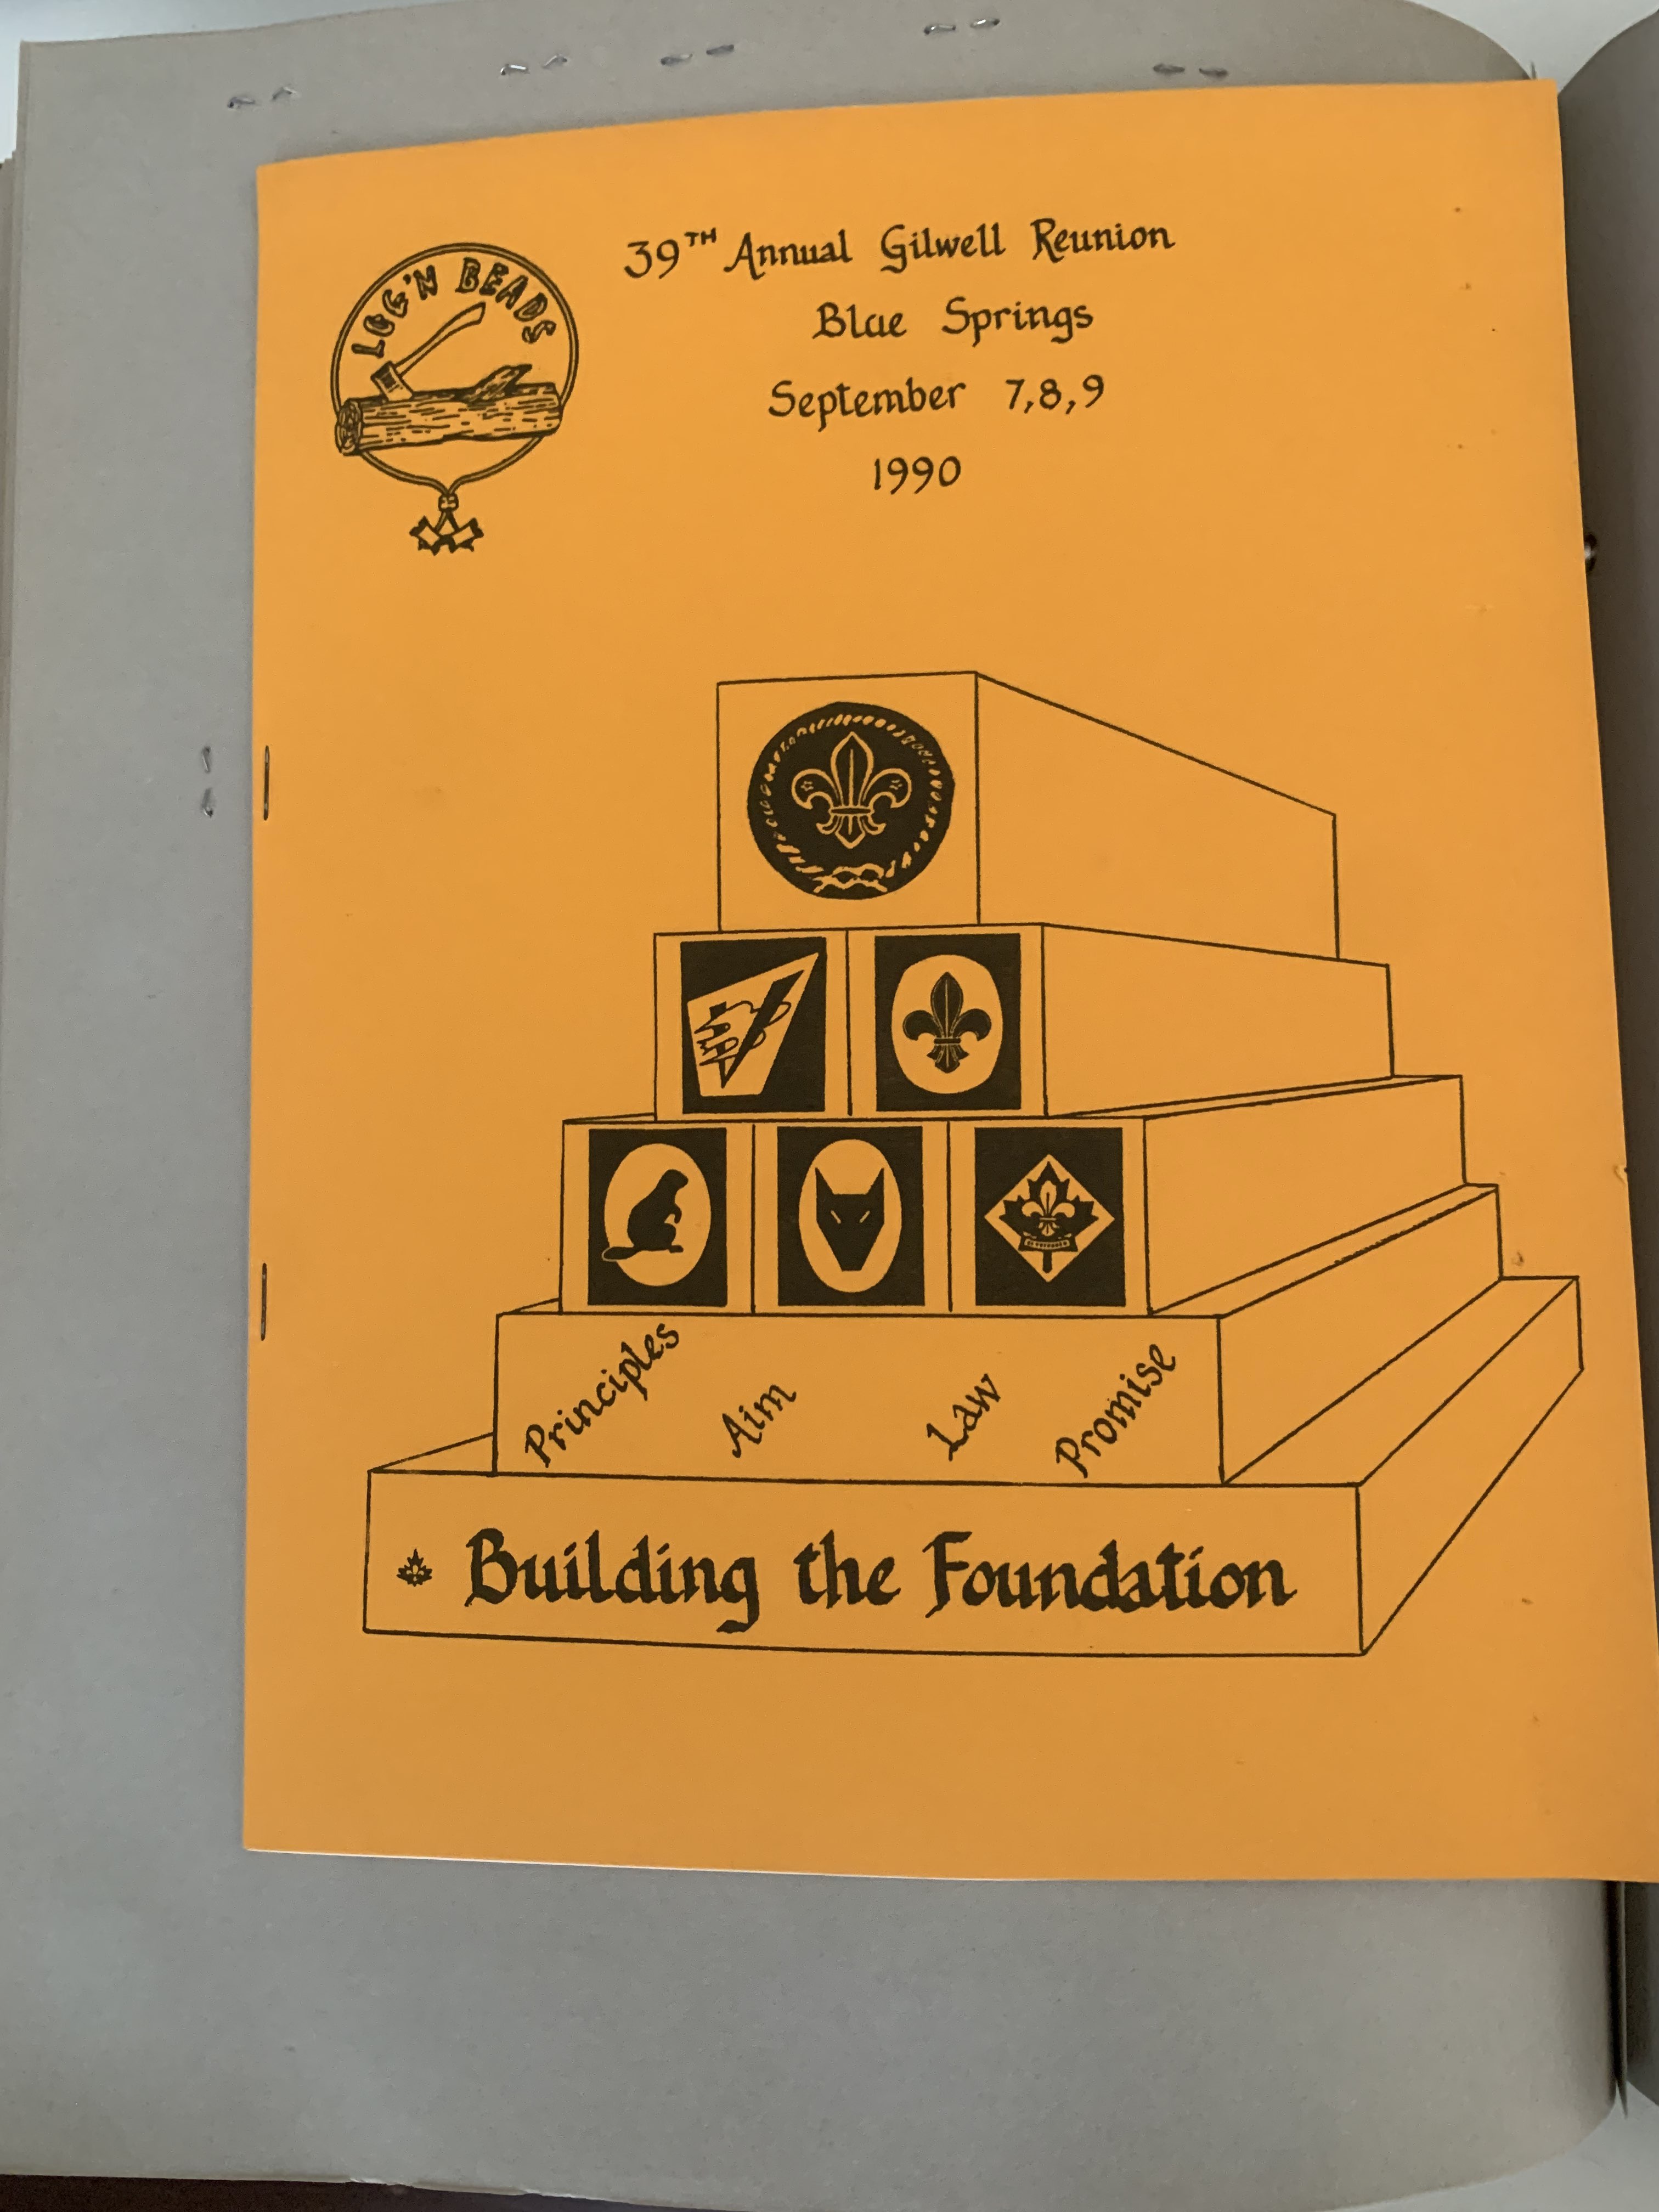 LOG'N BEADS
39TH Annual Gilwell Reunion
Blue Springs
September 7,8,9
1990
Principles
Aim
Law
Promise
Building the Foundation